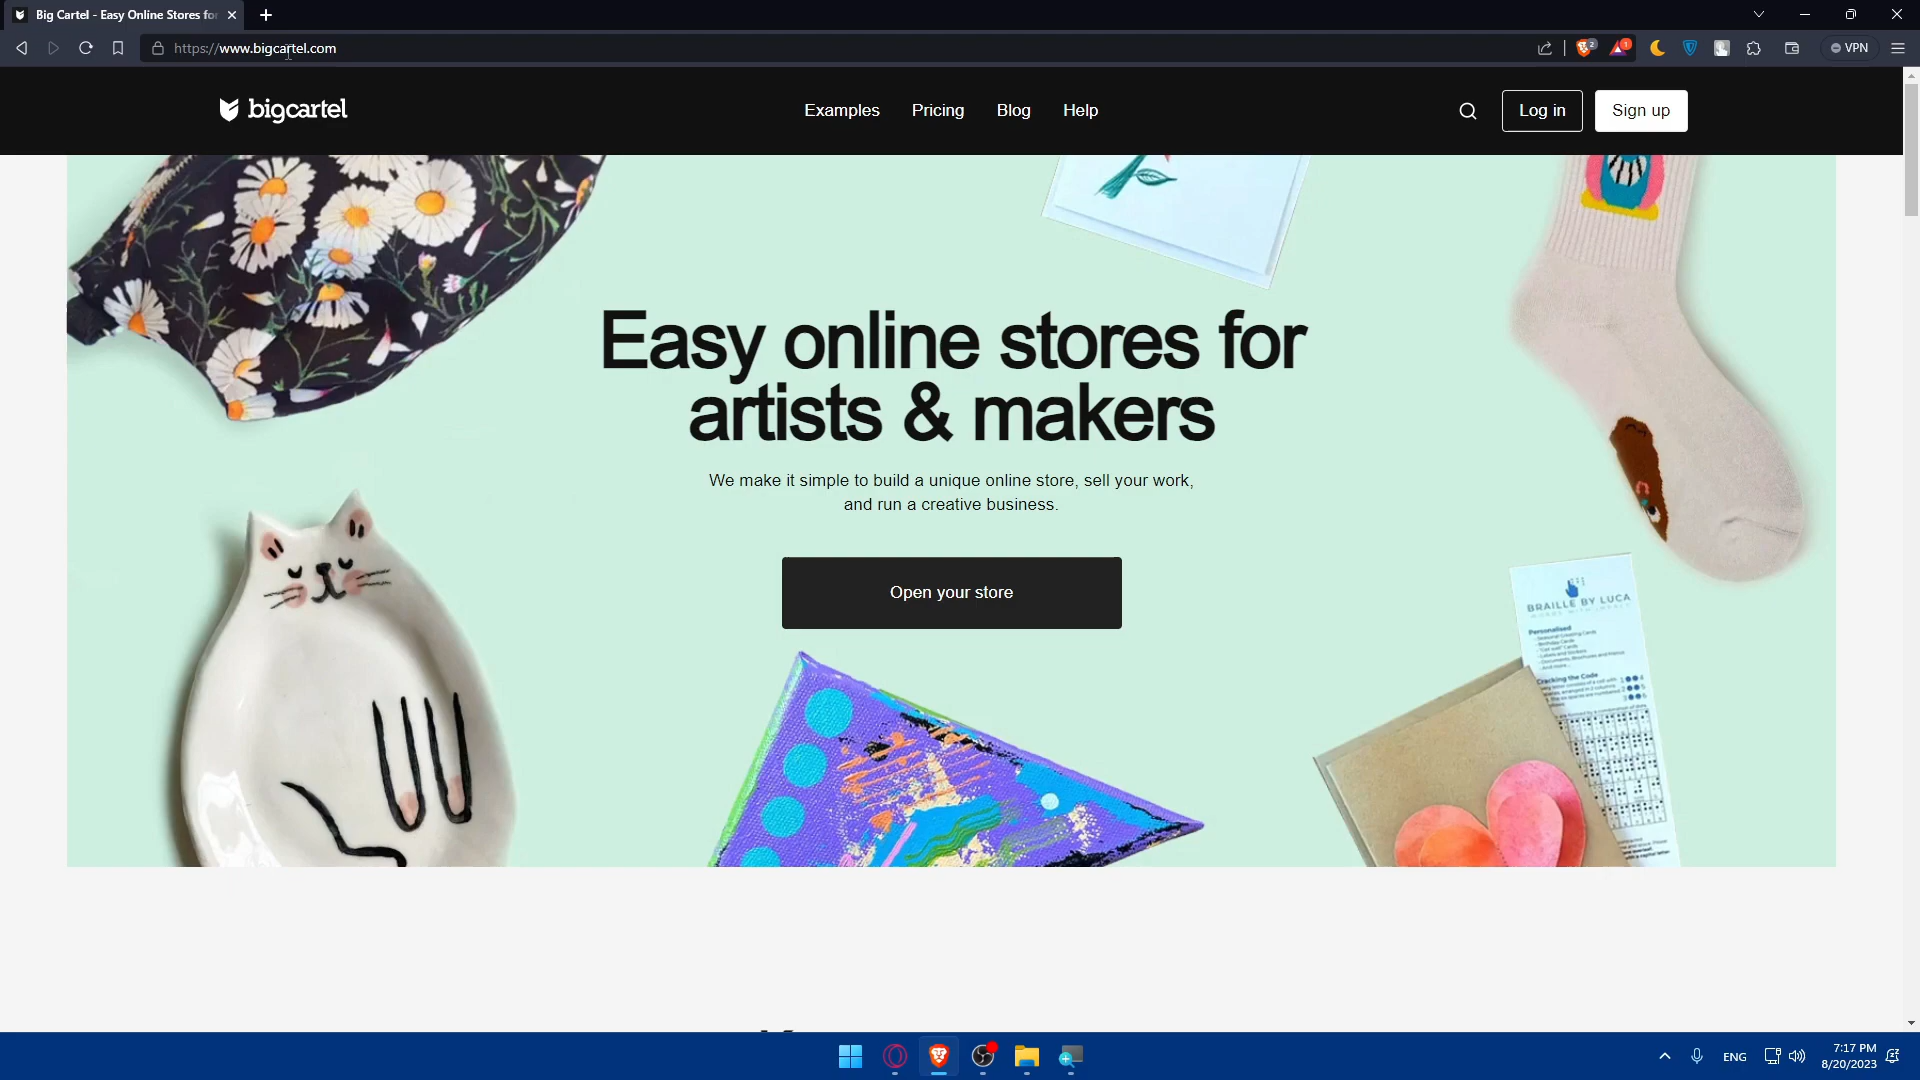 Big Cartel - Easy Online Stores for
https://www.bigcartel.com
2
1
VPN
bigcartel
Examples
Pricing
Blog
Help
Log in
Sign up
Easy online stores for
artists & makers
We make it simple to build a unique online store, sell your work,
and run a creative business.
Open your store
BRAILLE BY LUCA
Personalised
Cracking the Code
ENG
7:17 PM
8/20/2023